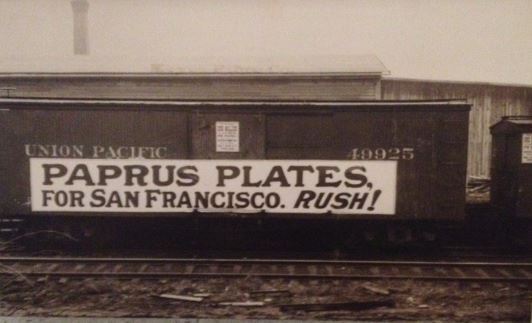 UNION PACIFIC 49925
PAPRUS PLATES,
FOR SAN FRANCISCO. RUSH!